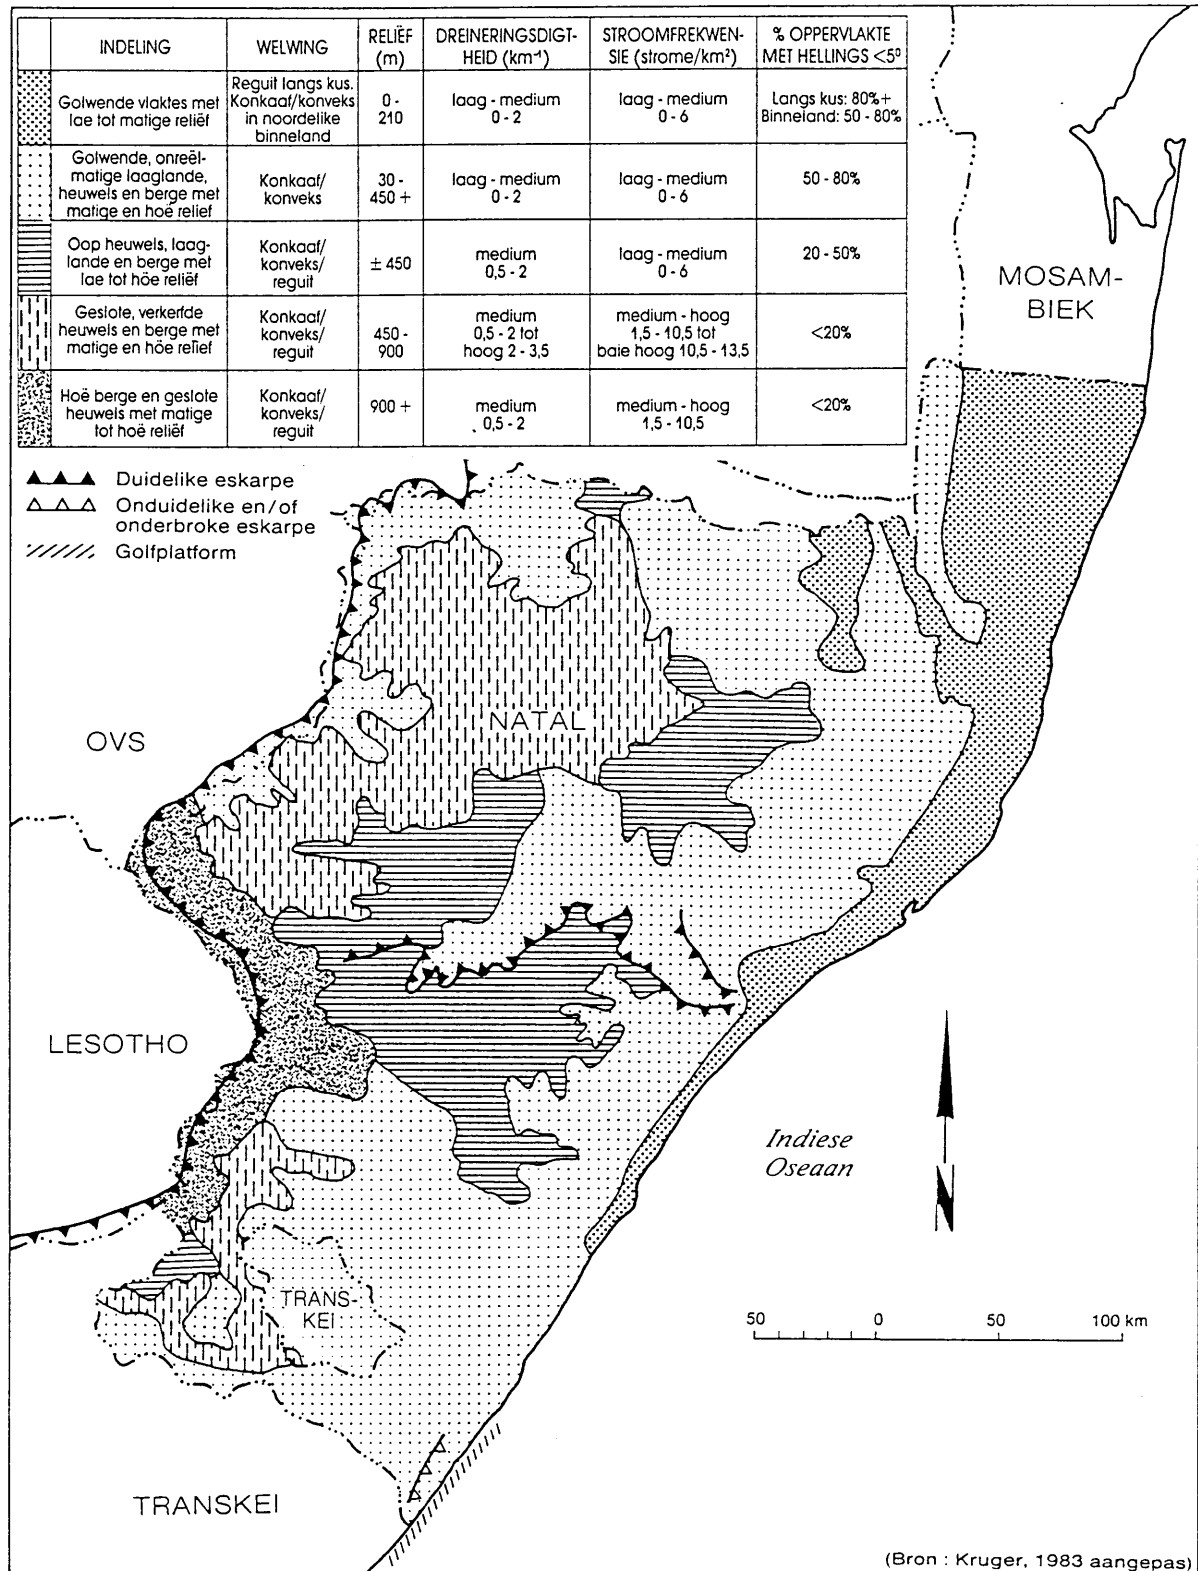 INDELING
WELWING
RELIËF
(m)
DREINERINGSDIGT-
HEID (km⁻¹)
STROOMFREKWEN-
SIE (strome/km²)
% OPPERVLAKTE
MET HELLINGS <5º
Golwende vlaktes met
lae tot matige reliëf
Reguit langs kus.
Konkaaf/konveks
in noordelike
binneland
0 -
210
laag - medium
0 - 2
laag - medium
0 - 6
Langs kus: 80%+
Binneland: 50 - 80%
Golwende, onreël-
matige laaglande,
heuwels en berge met
matige en hoë relief
Konkaaf/
konveks
30 -
450 +
laag - medium
0 - 2
laag - medium
0 - 6
50 - 80%
Oop heuwels, laag-
lande en berge met
lae tot höe reliëf
Konkaaf/
konveks/
reguit
± 450
medium
0,5 - 2
laag - medium
0 - 6
20 - 50%
Geslote, verkerfde
heuwels en berge met
matige en höe relief
Konkaaf/
konveks/
reguit
450 -
900
medium
0,5 - 2 tot
hoog 2 - 3,5
medium - hoog
1,5 - 10,5 tot
baie hoog 10,5 - 13,5
<20%
Hoë berge en geslote
heuwels met matige
tot hoë reliëf
Konkaaf/
konveks/
reguit
900 +
medium
0,5 - 2
medium - hoog
1,5 - 10,5
<20%
Duidelike eskarpe
Onduidelike en/of
onderbroke eskarpe
Golfplatform
MOSAM-
BIEK
OVS
NATAL
LESOTHO
Indiese
Oseaan
N
TRANS-
KEI
50 0 50 100 km
TRANSKEI
(Bron : Kruger, 1983 aangepas)